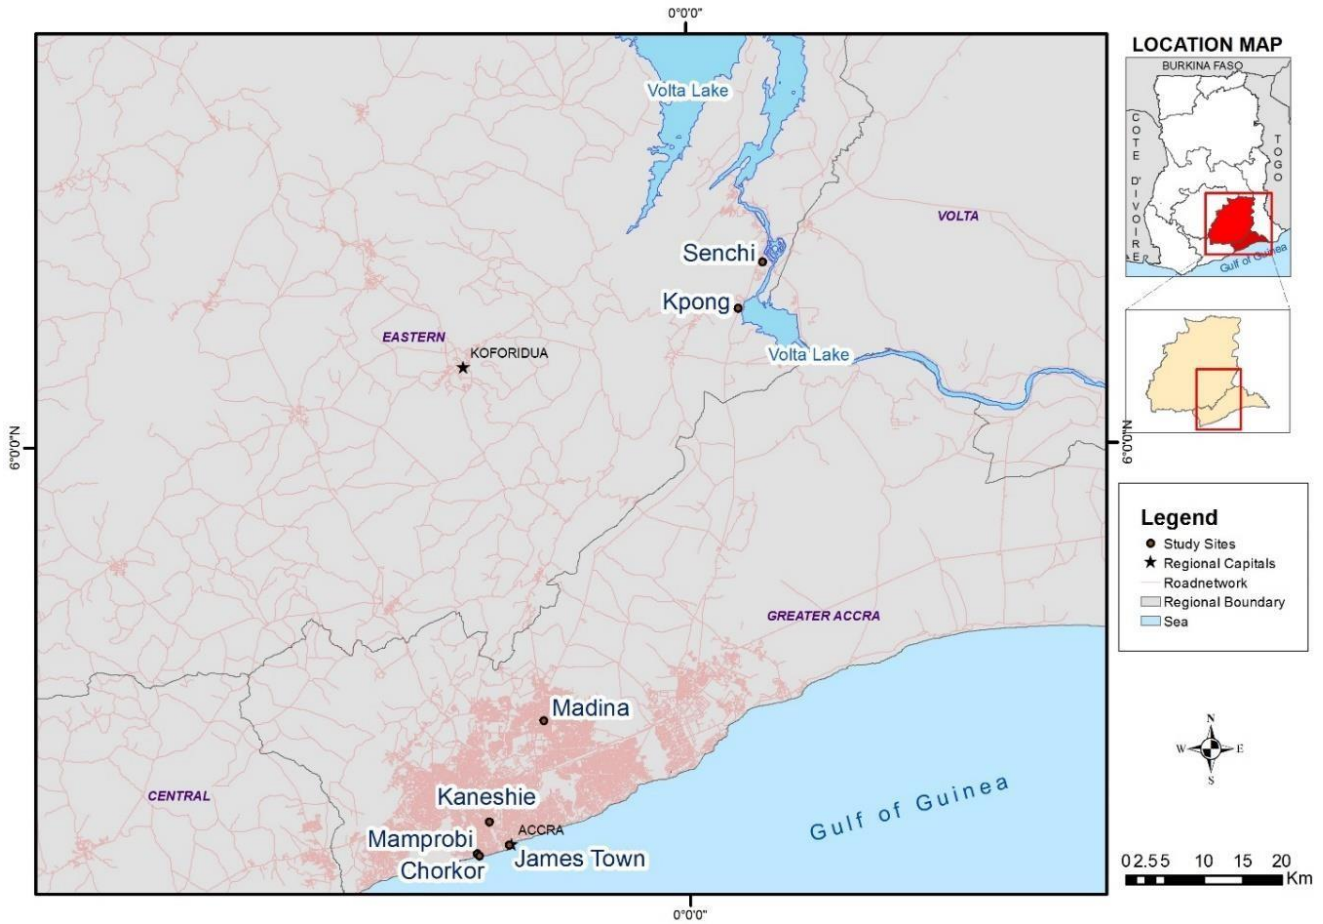 0°0'0"
Volta Lake
VOLTA
Senchi
Kpong
Volta Lake
EASTERN
KOFORIDUA
6°0'0"N
6°0'0"N
GREATER ACCRA
Madina
CENTRAL
Kaneshie
ACCRA
Mamprobi
James Town
Chorkor
Gulf of Guinea
0°0'0"
LOCATION MAP
BURKINA FASO
COTE D'IVOIRE
TOGO
Gulf of Guinea
Legend
Study Sites
Regional Capitals
Roadnetwork
Regional Boundary
Sea
N
W E
S
0 2.5 5 10 15 20
Km